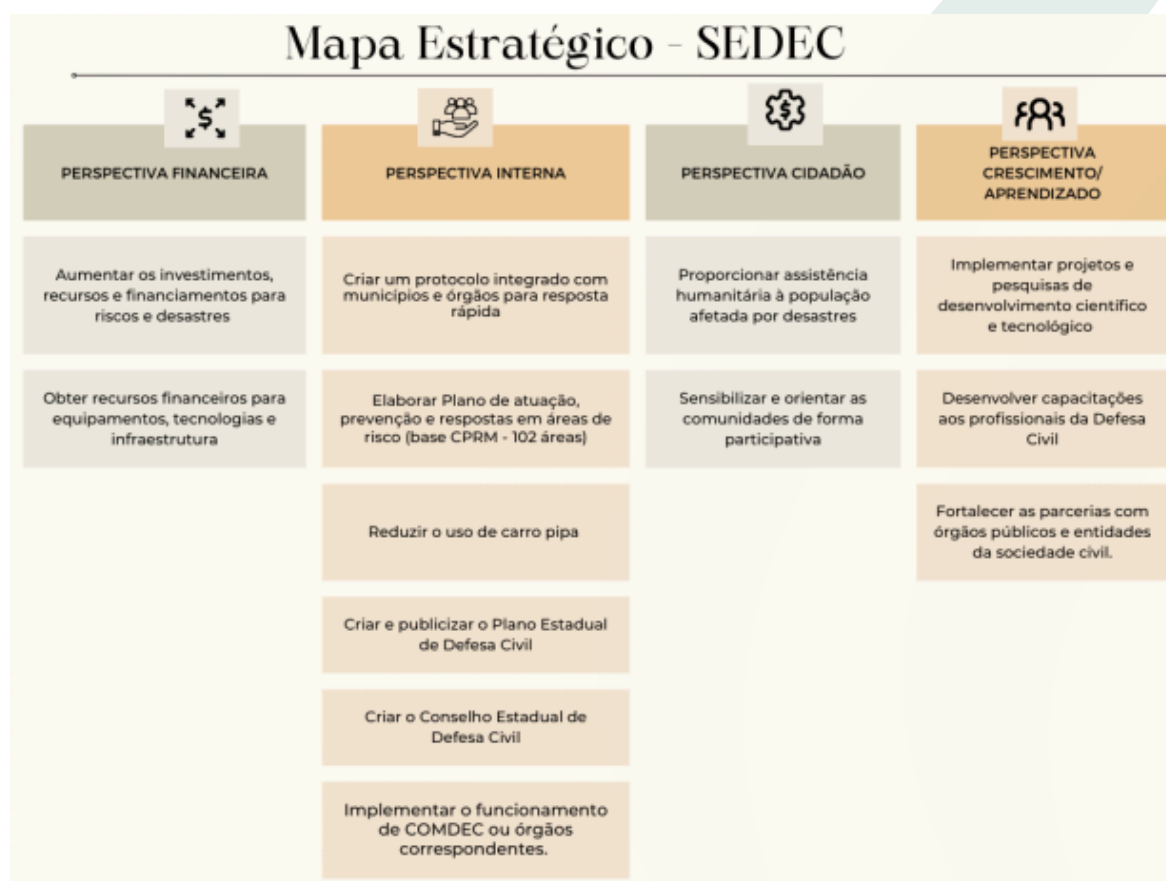 Mapa Estratégico - SEDEC
PERSPECTIVA FINANCEIRA
Aumentar os investimentos,
recursos e financiamentos para
riscos e desastres
Obter recursos financeiros para
equipamentos, tecnologias e
infraestrutura
PERSPECTIVA INTERNA
Criar um protocolo integrado com
municípios e órgãos para resposta
rápida
Elaborar Plano de atuação,
prevenção e respostas em áreas de
risco (base CPRM - 102 áreas)
Reduzir o uso de carro pipa
Criar e publicizar o Plano Estadual
de Defesa Civil
Criar o Conselho Estadual de
Defesa Civil
Implementar o funcionamento
de COMDEC ou órgãos
correspondentes.
PERSPECTIVA CIDADÃO
Proporcionar assistência
humanitária à população
afetada por desastres
Sensibilizar e orientar as
comunidades de forma
participativa
PERSPECTIVA
CRESCIMENTO/
APRENDIZADO
Implementar projetos e
pesquisas de
desenvolvimento científico
e tecnológico
Desenvolver capacitações
aos profissionais da Defesa
Civil
Fortalecer as parcerias com
órgãos públicos e entidades
da sociedade civil.